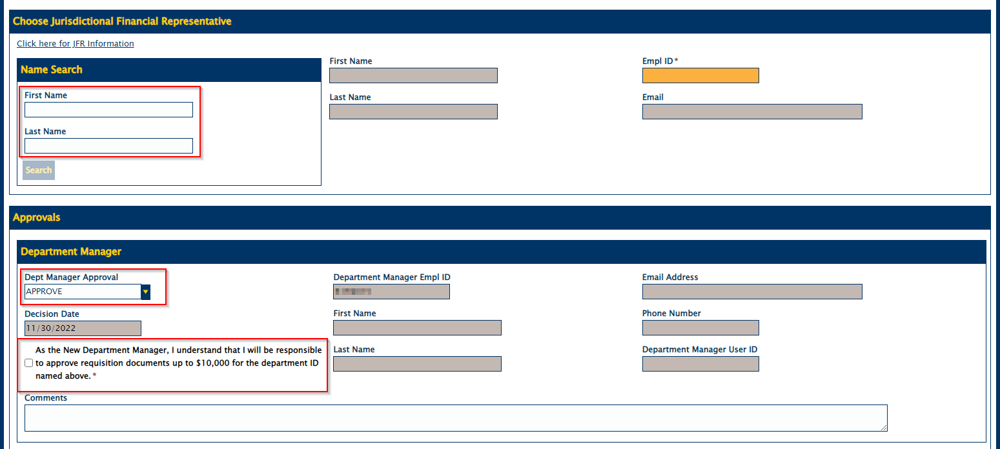 Choose Jurisdictional Financial Representative
Click here for JFR Information
Name Search
First Name
Last Name
Search
First Name
Empl ID*
Last Name
Email
Approvals
Department Manager
Dept Manager Approval
APPROVE
Department Manager Empl ID
Email Address
Decision Date
11/30/2022
First Name
Phone Number
As the New Department Manager, I understand that I will be responsible
to approve requisition documents up to $10,000 for the department ID
named above. *
Last Name
Department Manager User ID
Comments